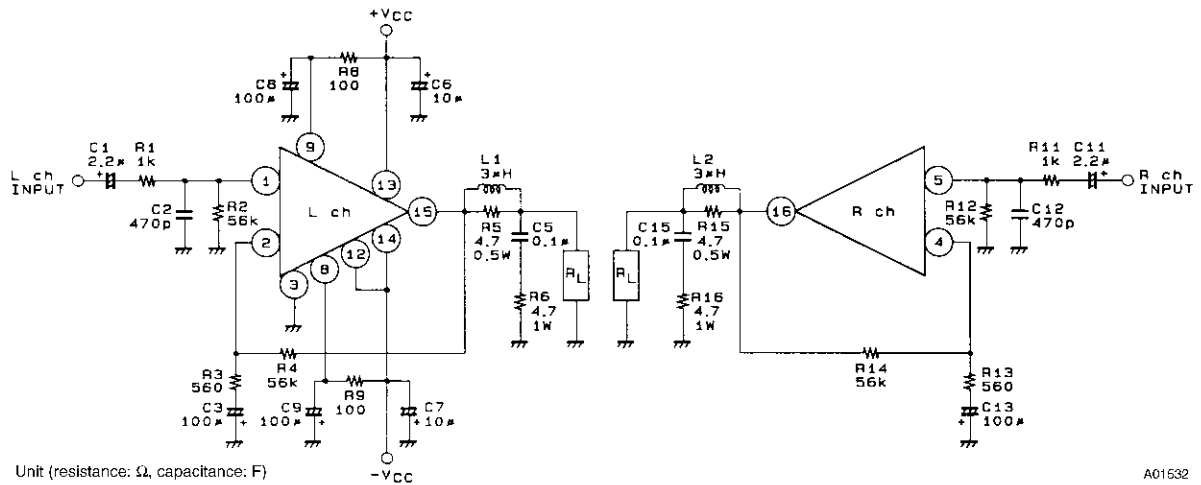 +VCC
R8
100
C8
100μ
+
C6
10μ
+
9
L ch
INPUT
C1
2.2μ
+
R1
1k
C2
470p
R2
56k
1
2
3
8
12
13
14
15
L ch
L1
3μH
R5
4.7
0.5W
C5
0.1μ
R6
4.7
1W
RL
R3
560
C3
100μ
+
R4
56k
C9
100μ
+
R9
100
C7
10μ
+
-VCC
L2
3μH
C15
0.1μ
R15
4.7
0.5W
R16
4.7
1W
RL
16
R ch
5
4
R12
56k
C12
470p
R11
1k
C11
2.2μ
+
R ch
INPUT
R14
56k
R13
560
C13
100μ
+
Unit (resistance: Ω, capacitance: F)
A01532